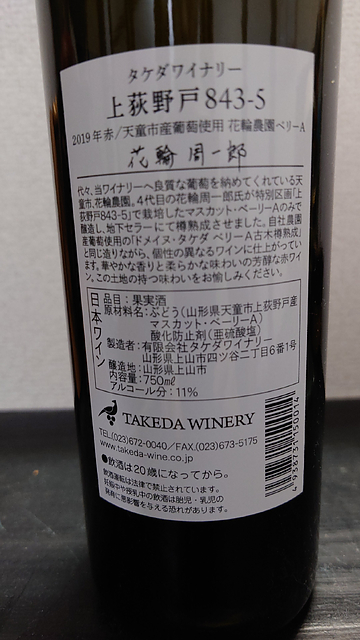 タケダワイナリー
上荻野戸843-5
2019年赤/天童市産葡萄使用 花輪農園ベリーA
花輪周一郎
代々、当ワイナリーへ良質な葡萄を納めてくれている天
童市、花輪農園。4代目の花輪周一郎氏が特別区画「上
荻野戸843-5」で栽培したマスカット・ベーリーAのみで
醸造し、地下セラーにて樽熟成させました。自社農園
産葡萄使用の「ドメイヌ・タケダ ベリーA古木樽熟成」
と同じ造りながら、個性の異なるワインに仕上がってい
ます。華やかな香りと柔らかな味わいの芳醇な赤ワイ
ン。この土地の持つ味わいをお愉しみください。
日本ワイン
品目：果実酒
原材料名：ぶどう(山形県天童市上荻野戸産
マスカット・ベーリーA)
酸化防止剤(亜硫酸塩)
製造者：有限会社タケダワイナリー
山形県上山市四ツ谷二丁目6番1号
醸造地：山形県上山市
内容量：750mℓ
アルコール分：11%
TAKEDA WINERY
TEL.(023)672-0040/FAX.(023)673-5175
www.takeda-wine.co.jp
●飲酒は20歳になってから。
飲酒運転は法律で禁止されています。
妊娠中や授乳中の飲酒は胎児・乳児の
発育に悪影響を与える恐れがあります。